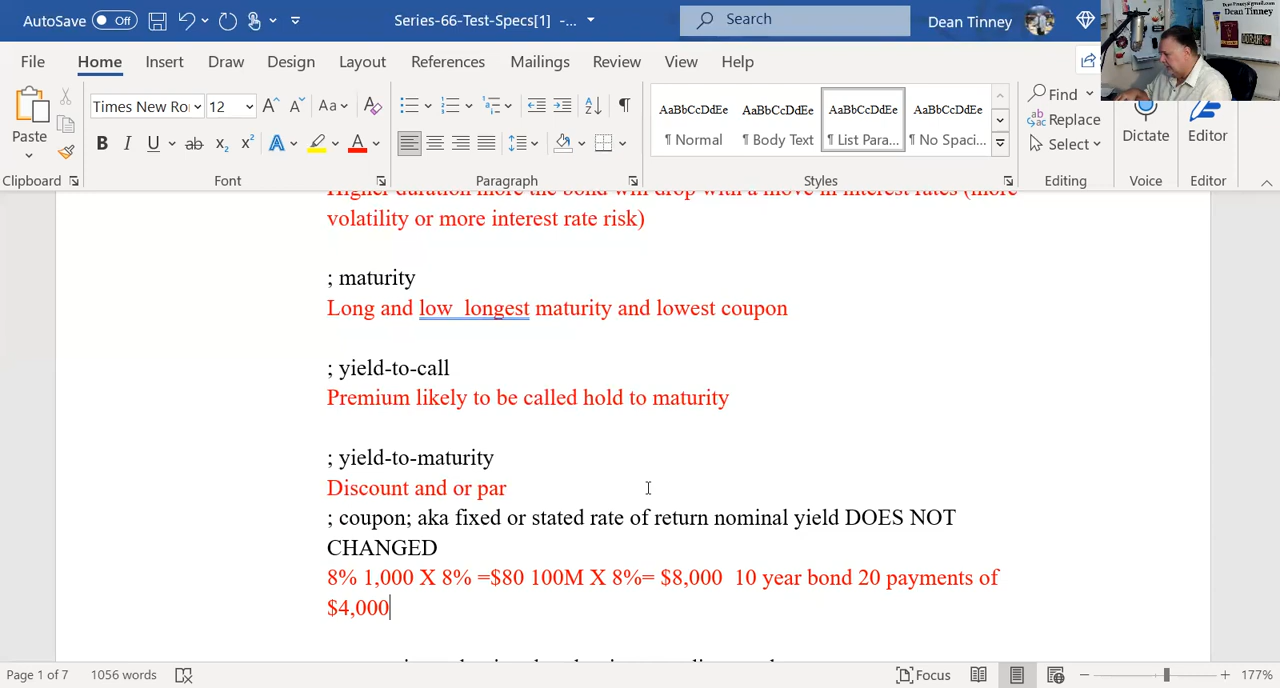 AutoSave Off
Series-66-Test-Specs[1] -...
Search
Dean Tinney
Dean Tinney
File Home Insert Draw Design Layout References Mailings Review View Help
Paste
Times New Ro 12
Aa
AaBbCcDdEe AaBbCcDdEe AaBbCcDdEe AaBbCcDdEe
¶ Normal ¶ Body Text ¶ List Para... ¶ No Spaci...
Find
Replace
Select
Dictate
Editor
Clipboard Font Paragraph Styles Editing Voice Editor
Higher duration more the bond will drop with a move in interest rates (more
volatility or more interest rate risk)
; maturity
Long and low longest maturity and lowest coupon
; yield-to-call
Premium likely to be called hold to maturity
; yield-to-maturity
Discount and or par
; coupon; aka fixed or stated rate of return nominal yield DOES NOT
CHANGED
8% 1,000 X 8% =$80 100M X 8%= $8,000 10 year bond 20 payments of
$4,000
Page 1 of 7 1056 words Focus 177%